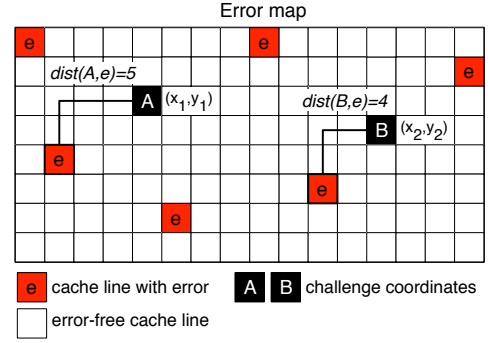 Error map
e e
e
dist(A,e)=5
A (x1,y1)
dist(B,e)=4
B (x2,y2)
e
e
e
e cache line with error A B challenge coordinates
error-free cache line